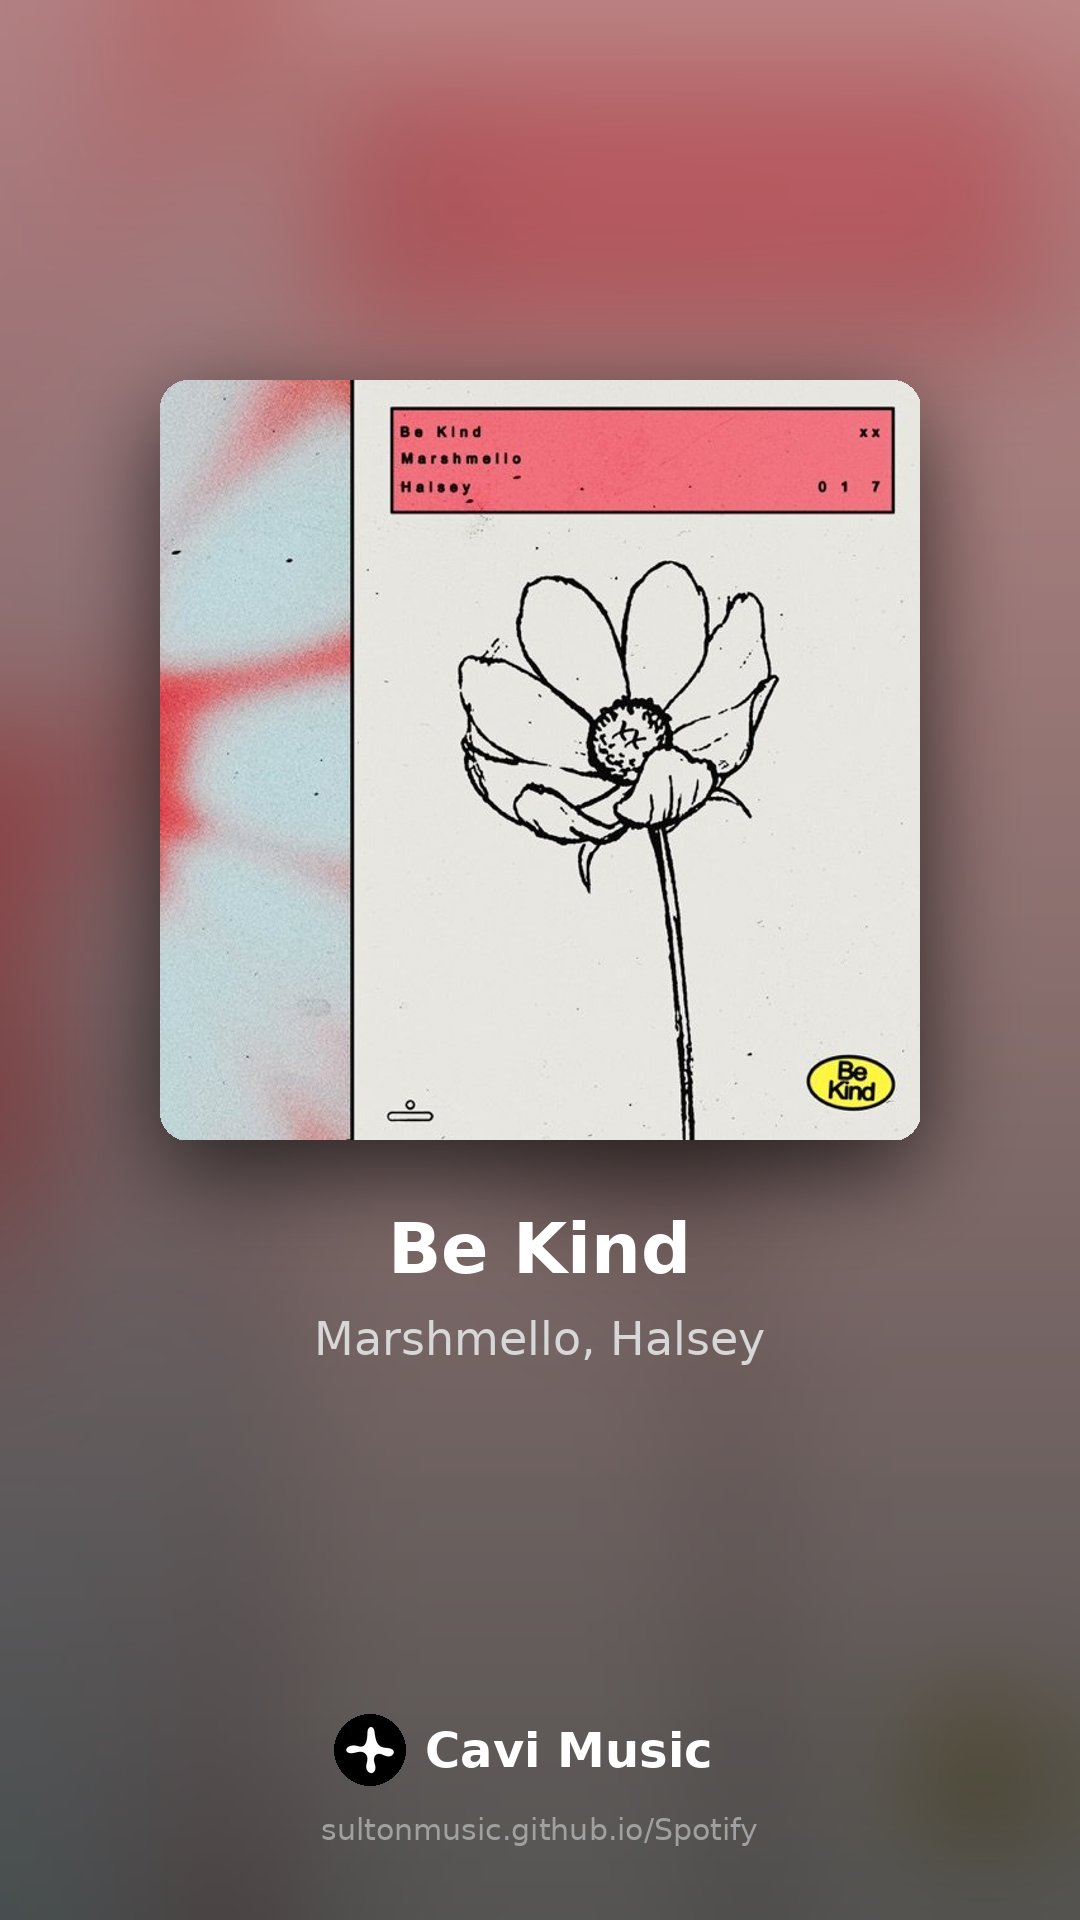 Be Kind xx
Marshmello
Halsey 0 1 7
Be
Kind
Be Kind
Marshmello, Halsey
Cavi Music
sultonmusic.github.io/Spotify